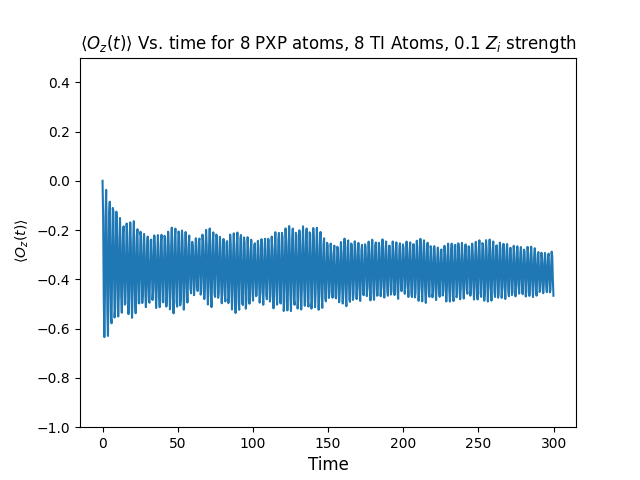 ⟨O_z(t)⟩ Vs. time for 8 PXP atoms, 8 TI Atoms, 0.1 Z_i strength
⟨O_z(t)⟩
0.4
0.2
0.0
−0.2
−0.4
−0.6
−0.8
−1.0
0 50 100 150 200 250 300
Time